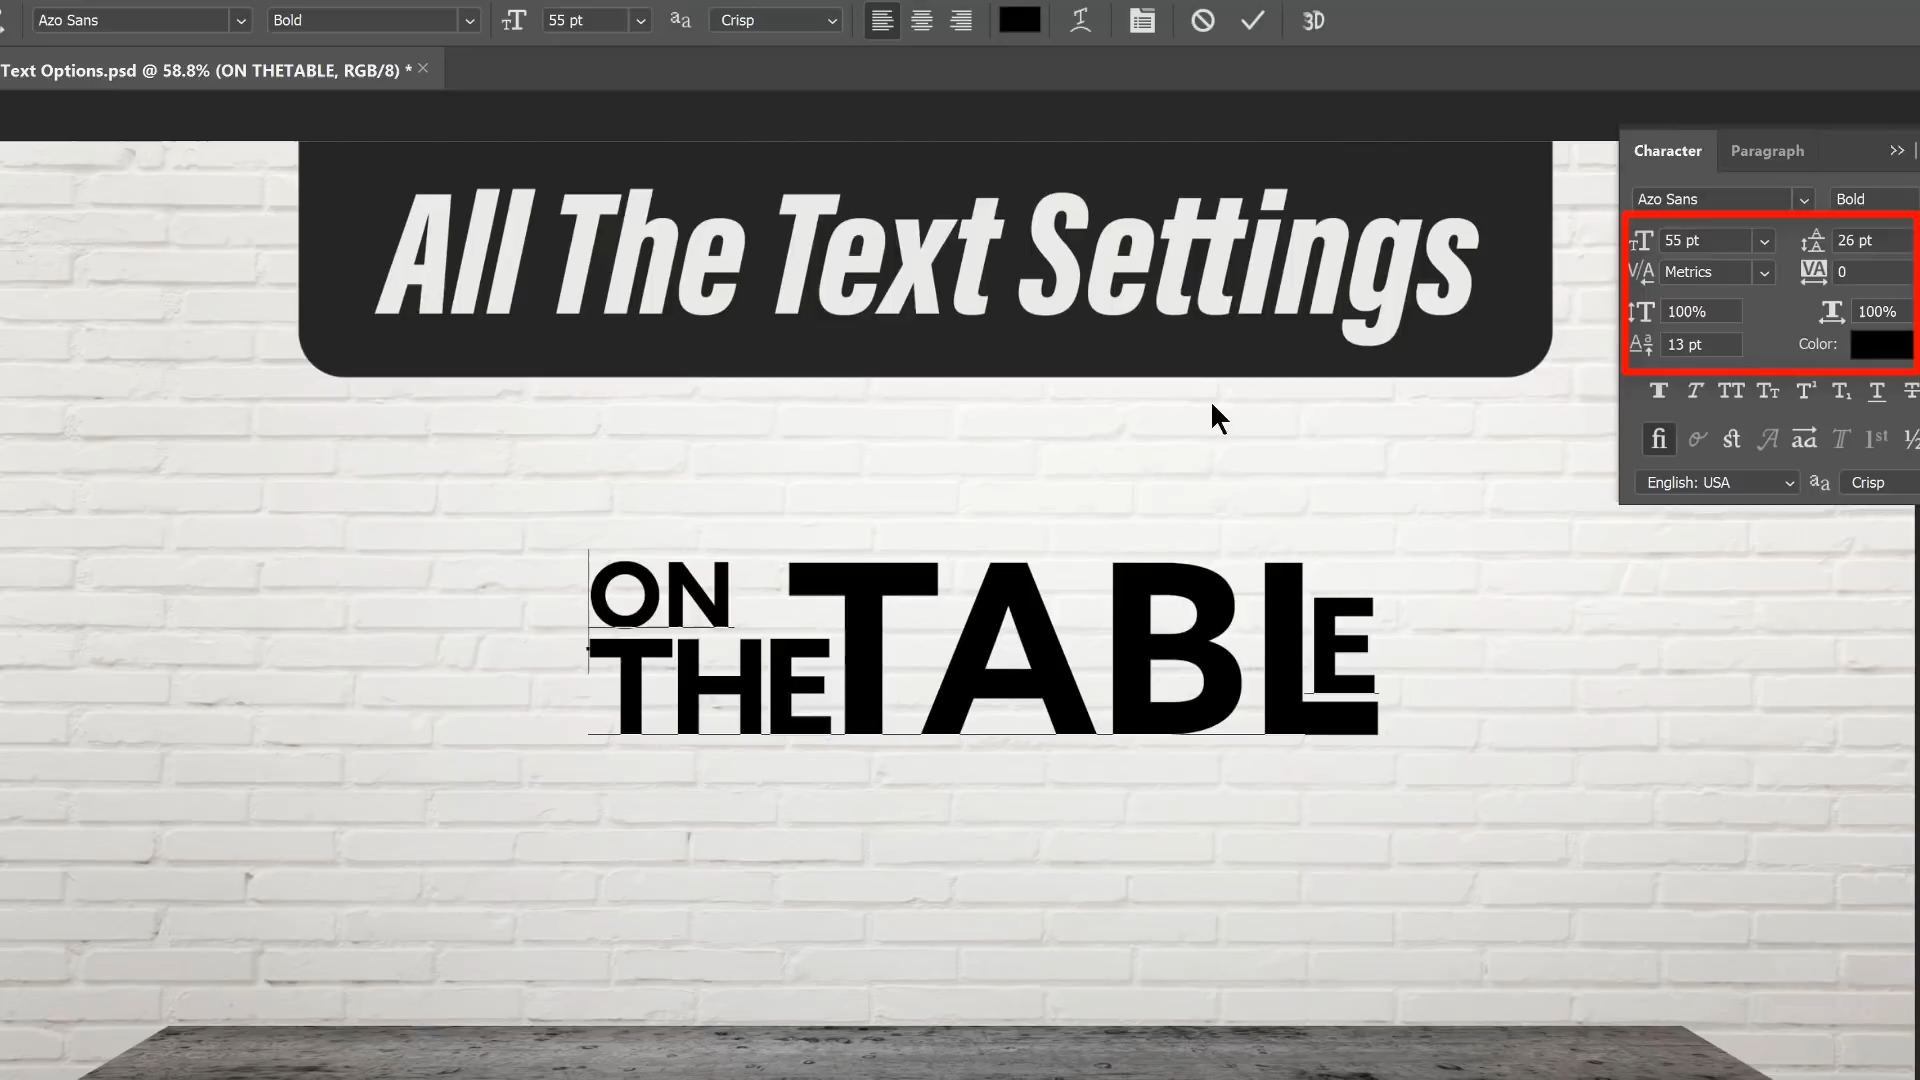 Azo Sans Bold 55 pt Crisp 3D
Text Options.psd @ 58.8% (ON THETABLE, RGB/8) * ×
All The Text Settings
Character Paragraph >>
Azo Sans Bold
55 pt 26 pt
Metrics 0
100% 100%
13 pt Color:
English: USA Crisp
ON
THETABLE